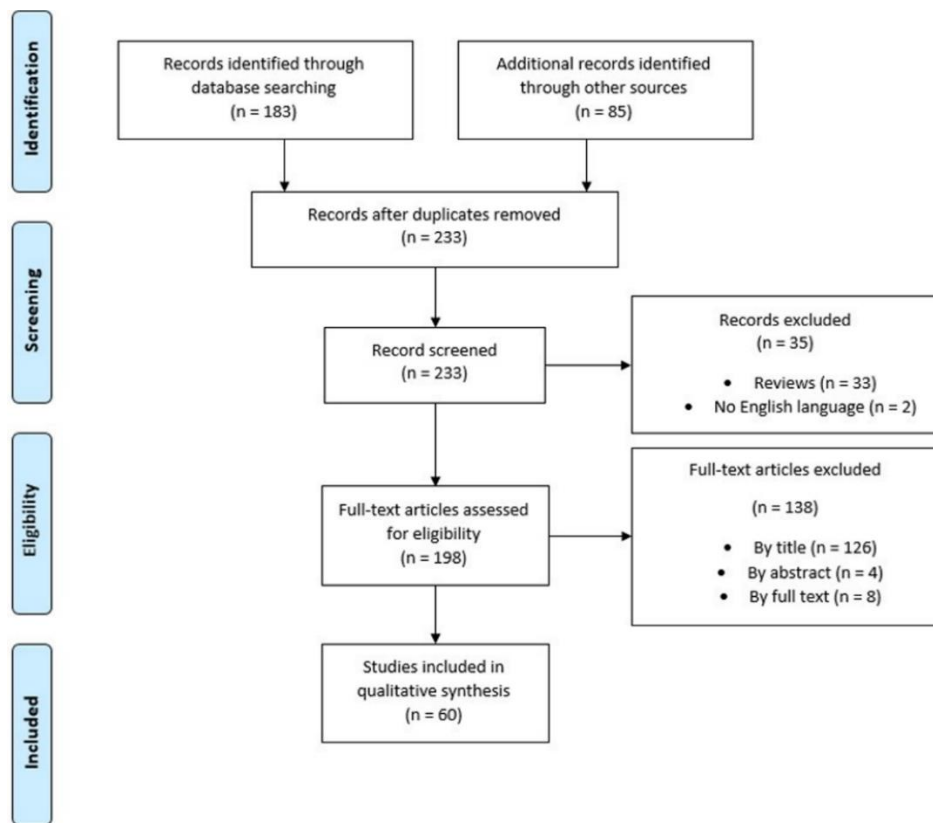 Identification
Records identified through
database searching
(n = 183)
Additional records identified
through other sources
(n = 85)
Records after duplicates removed
(n = 233)
Screening
Record screened
(n = 233)
Records excluded
(n = 35)
• Reviews (n = 33)
• No English language (n = 2)
Eligibility
Full-text articles assessed
for eligibility
(n = 198)
Full-text articles excluded
(n = 138)
• By title (n = 126)
• By abstract (n = 4)
• By full text (n = 8)
Included
Studies included in
qualitative synthesis
(n = 60)